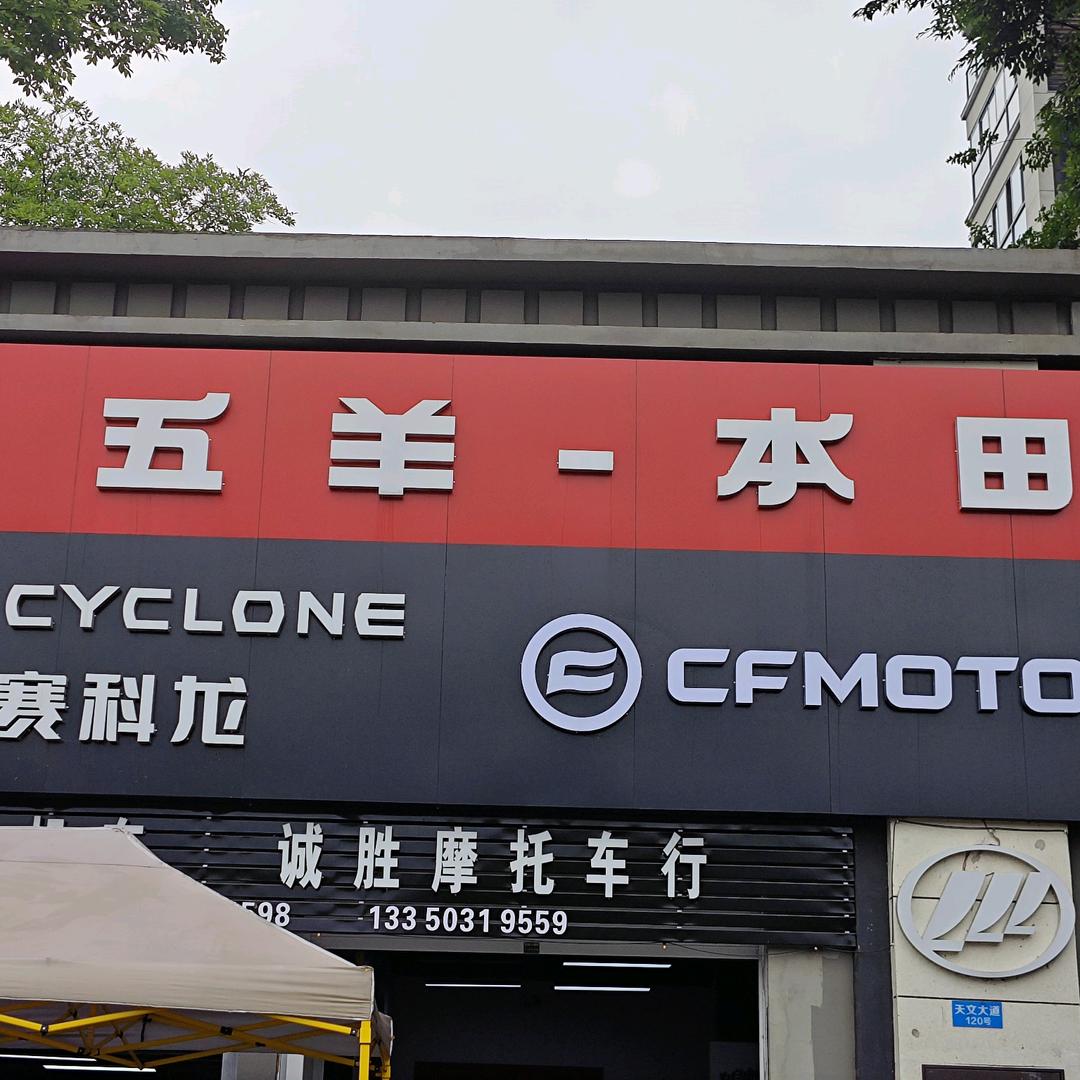 五羊-本田
CYCLONE
赛科龙
CFMOTO
诚胜摩托车行
598 133 5031 9559
天文大道
120号